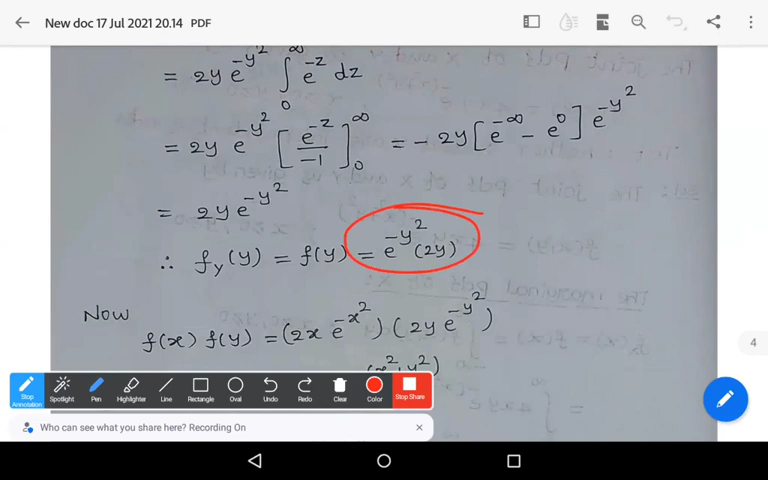 New doc 17 Jul 2021 20.14 PDF
= 2y e^{-y^2} ∫_0^∞ e^{-z} dz
= 2y e^{-y^2} [ e^{-z} / -1 ]_0^∞ = -2y [ e^{-∞} - e^0 ] e^{-y^2}
= 2y e^{-y^2}
∴ f_Y(y) = f(y) = e^{-y^2} (2y)
Now
f(x) f(y) = (2x e^{-x^2}) (2y e^{-y^2})
4
Stop Annotation Spotlight Pen Highlighter Line Rectangle Oval Undo Redo Clear Color Stop Share
Who can see what you share here? Recording On